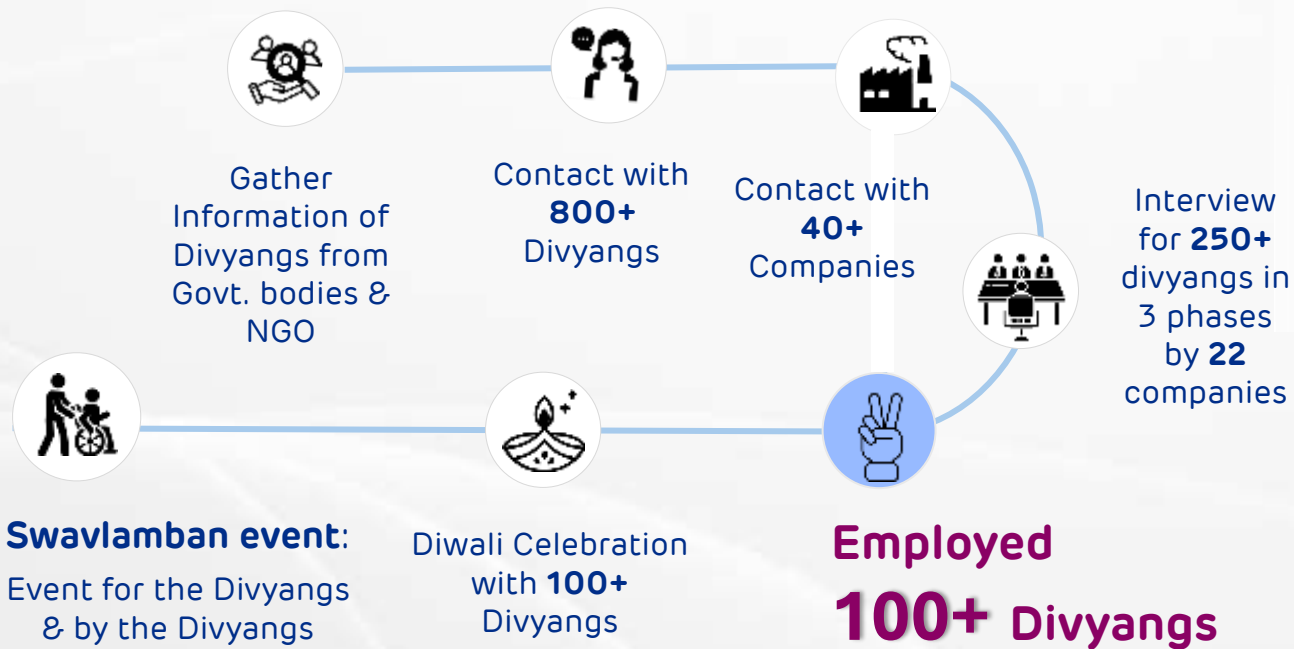 Gather
Information of
Divyangs from
Govt. bodies &
NGO
Contact with
800+
Divyangs
Contact with
40+
Companies
Interview
for 250+
divyangs in
3 phases
by 22
companies
Employed
100+ Divyangs
Diwali Celebration
with 100+
Divyangs
Swavlamban event:
Event for the Divyangs
& by the Divyangs